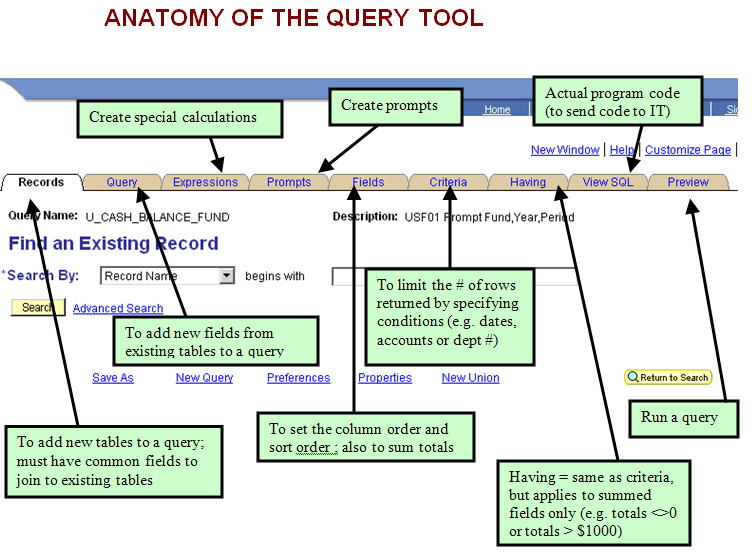 ANATOMY OF THE QUERY TOOL
Create special calculations
Create prompts
Actual program code
(to send code to IT)
Home
New Window | Help | Customize Page |
Records
Query
Expressions
Prompts
Fields
Criteria
Having
View SQL
Preview
Query Name: U_CASH_BALANCE_FUND
Description: USF01 Prompt Fund,Year,Period
Find an Existing Record
*Search By:
Record Name
begins with
Search
Advanced Search
To limit the # of rows
returned by specifying
conditions (e.g. dates,
accounts or dept #)
To add new fields from
existing tables to a query
Save As
New Query
Preferences
Properties
New Union
Return to Search
To add new tables to a query;
must have common fields to
join to existing tables
To set the column order and
sort order ; also to sum totals
Run a query
Having = same as criteria,
but applies to summed
fields only (e.g. totals <>0
or totals > $1000)